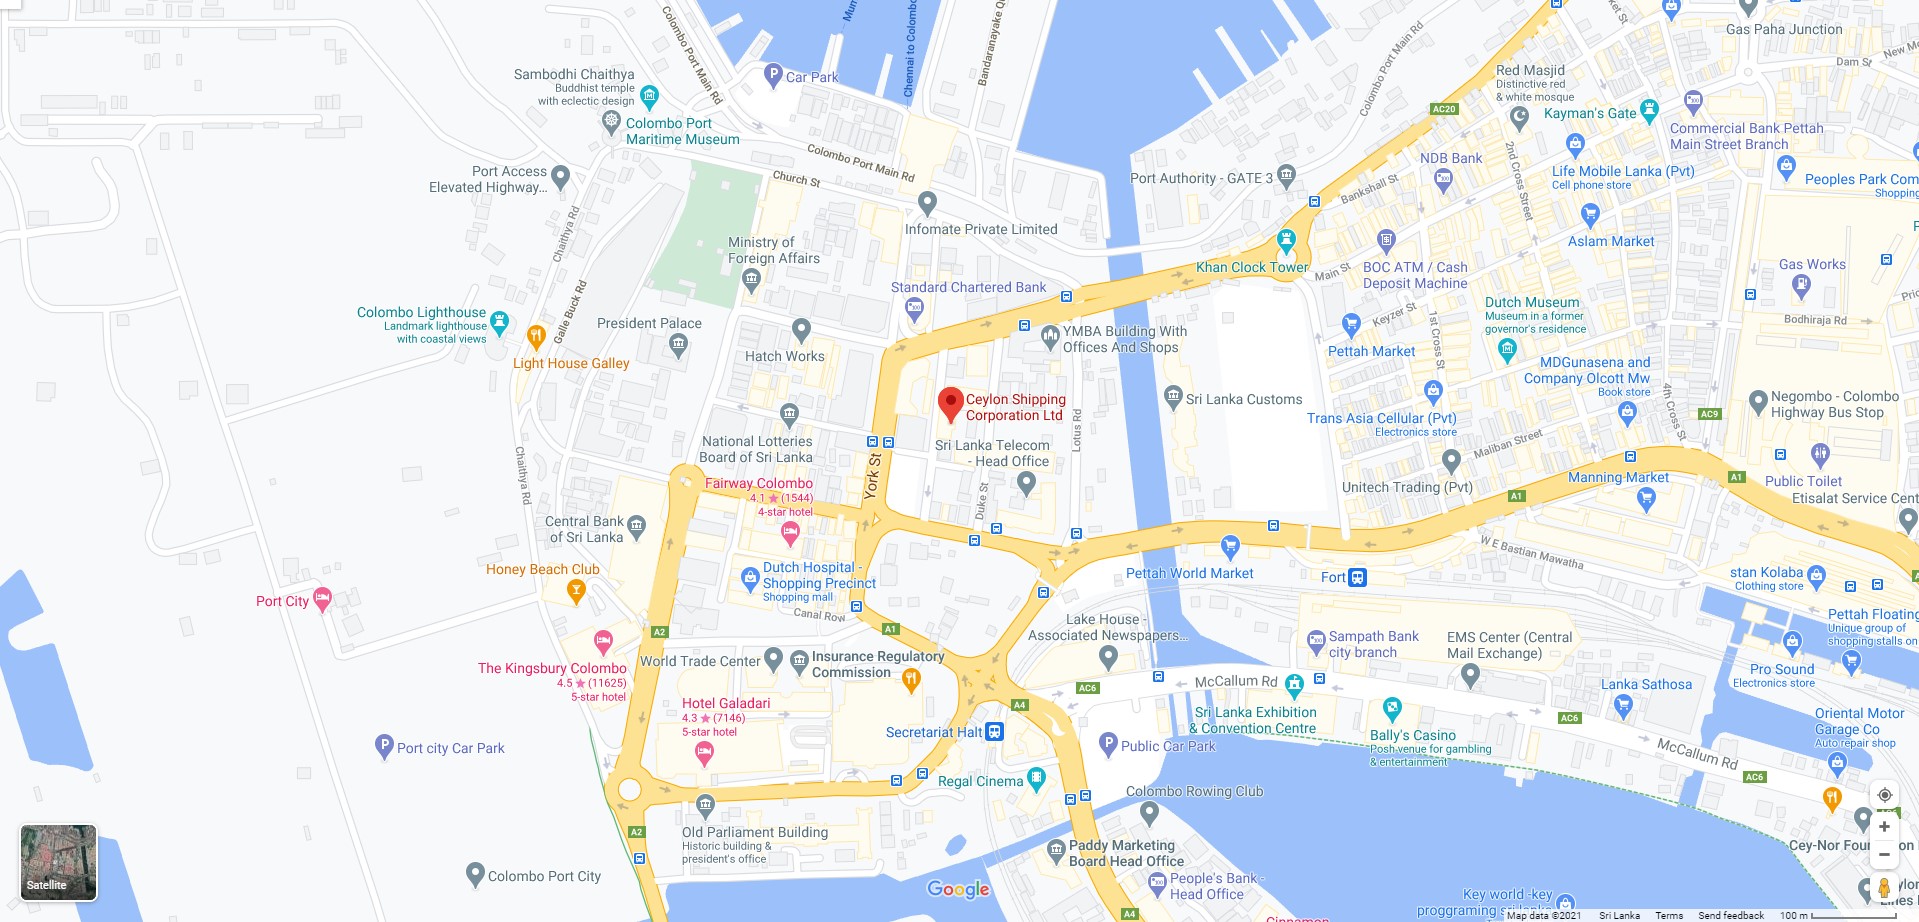 Colombo Port Main Rd
Chennai to Colombo
Bandaranayake Qu
Colombo Port Main Rd
Gas Paha Junction
New Mo
Dam St
Sambodhi Chaithya
Buddhist temple
with eclectic design
Car Park
Red Masjid
Distinctive red
& white mosque
AC20
Kayman's Gate
Colombo Port
Maritime Museum
Commercial Bank Pettah
Main Street Branch
Colombo Port Main Rd
NDB Bank
2nd Cross Street
Port Access
Elevated Highway...
Church St
Port Authority - GATE 3
Bankshall St
Life Mobile Lanka (Pvt)
Cell phone store
Peoples Park Com
Shopping
Chaithya Rd
Infomate Private Limited
Aslam Market
Ministry of
Foreign Affairs
Khan Clock Tower
Main St
BOC ATM / Cash
Deposit Machine
Gas Works
Standard Chartered Bank
Galle Buck Rd
Colombo Lighthouse
Landmark lighthouse
with coastal views
President Palace
Keyzer St
1st Cross St
Dutch Museum
Museum in a former
governor's residence
Bodhiraja Rd
YMBA Building With
Offices And Shops
Hatch Works
Light House Galley
Pettah Market
MDGunasena and
Company Olcott Mw
Book store
Ceylon Shipping
Corporation Ltd
Sri Lanka Customs
4th Cross St
Negombo - Colombo
Highway Bus Stop
AC9
Trans Asia Cellular (Pvt)
Electronics store
Maliban Street
National Lotteries
Board of Sri Lanka
Lotus Rd
Sri Lanka Telecom
- Head Office
York St
Chaithya Rd
Fairway Colombo
4.1 ★ (1544)
4-star hotel
Duke St
Unitech Trading (Pvt)
Manning Market
A1
Public Toilet
Etisalat Service Cent
A1
Central Bank
of Sri Lanka
W E Bastian Mawatha
Honey Beach Club
Dutch Hospital -
Shopping Precinct
Shopping mall
Pettah World Market
Fort
stan Kolaba
Clothing store
Port City
Canal Row
A1
A2
Lake House -
Associated Newspapers...
Sampath Bank
city branch
EMS Center (Central
Mail Exchange)
Pettah Floating
Unique group of
shopping stalls on
The Kingsbury Colombo
4.5 ★ (11625)
5-star hotel
World Trade Center
Insurance Regulatory
Commission
AC6
McCallum Rd
Pro Sound
Electronics store
Lanka Sathosa
Hotel Galadari
4.3 ★ (7146)
5-star hotel
A4
Sri Lanka Exhibition
& Convention Centre
AC6
Oriental Motor
Garage Co
Auto repair shop
Secretariat Halt
Port city Car Park
Public Car Park
Bally's Casino
Posh venue for gambling
& entertainment
McCallum Rd
AC6
Regal Cinema
Colombo Rowing Club
A2
Old Parliament Building
Historic building &
president's office
Paddy Marketing
Board Head Office
Cey-Nor Foundation
Colombo Port City
Satellite
Google
People's Bank -
Head Office
A4
Key world -key
programing sri lanka
Cinnamon
Map data ©2021 Sri Lanka Terms Send feedback 100 m